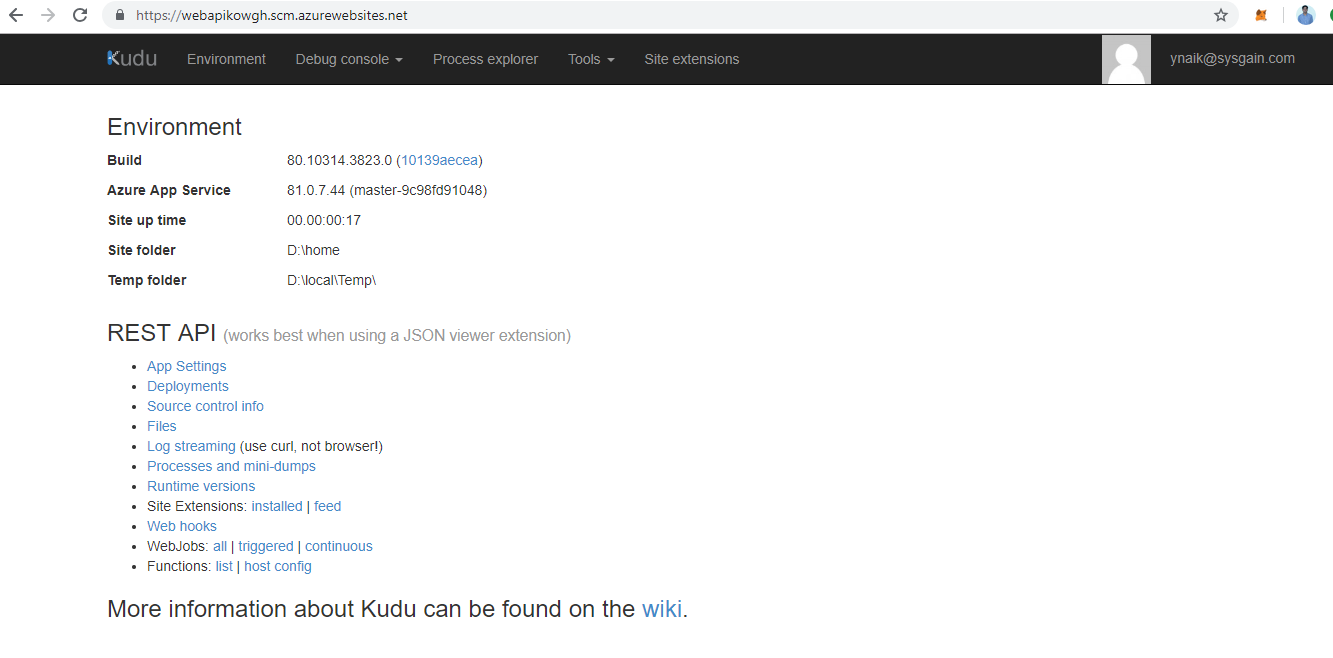 https://webapikowgh.scm.azurewebsites.net
Kudu Environment Debug console Process explorer Tools Site extensions ynaik@sysgain.com
Environment
Build 80.10314.3823.0 (10139aecea)
Azure App Service 81.0.7.44 (master-9c98fd91048)
Site up time 00.00:00:17
Site folder D:\home
Temp folder D:\local\Temp\
REST API (works best when using a JSON viewer extension)
• App Settings
• Deployments
• Source control info
• Files
• Log streaming (use curl, not browser!)
• Processes and mini-dumps
• Runtime versions
• Site Extensions: installed | feed
• Web hooks
• WebJobs: all | triggered | continuous
• Functions: list | host config
More information about Kudu can be found on the wiki.